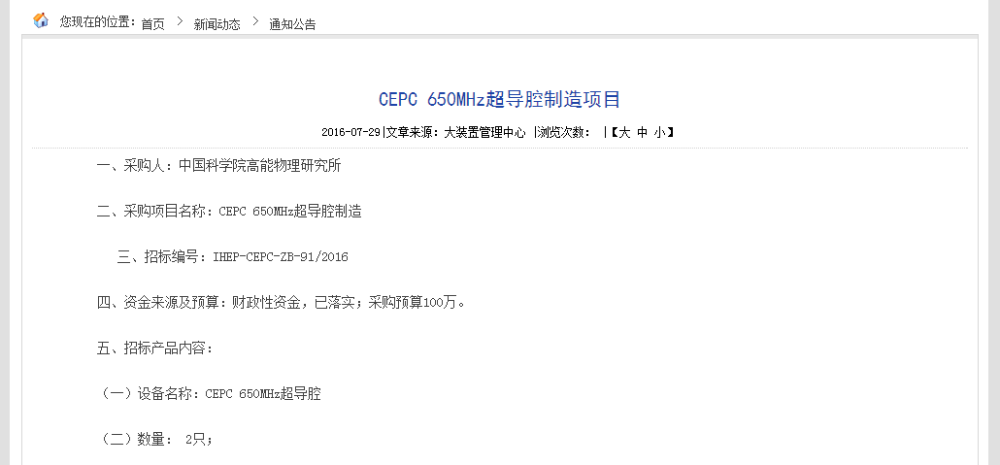 您现在的位置：首页 > 新闻动态 > 通知公告
CEPC 650MHz超导腔制造项目
2016-07-29|文章来源：大装置管理中心 |浏览次数： |【大 中 小】
一、采购人：中国科学院高能物理研究所
二、采购项目名称：CEPC 650MHz超导腔制造
三、招标编号：IHEP-CEPC-ZB-91/2016
四、资金来源及预算：财政性资金，已落实；采购预算100万。
五、招标产品内容：
（一）设备名称：CEPC 650MHz超导腔
（二）数量： 2只；